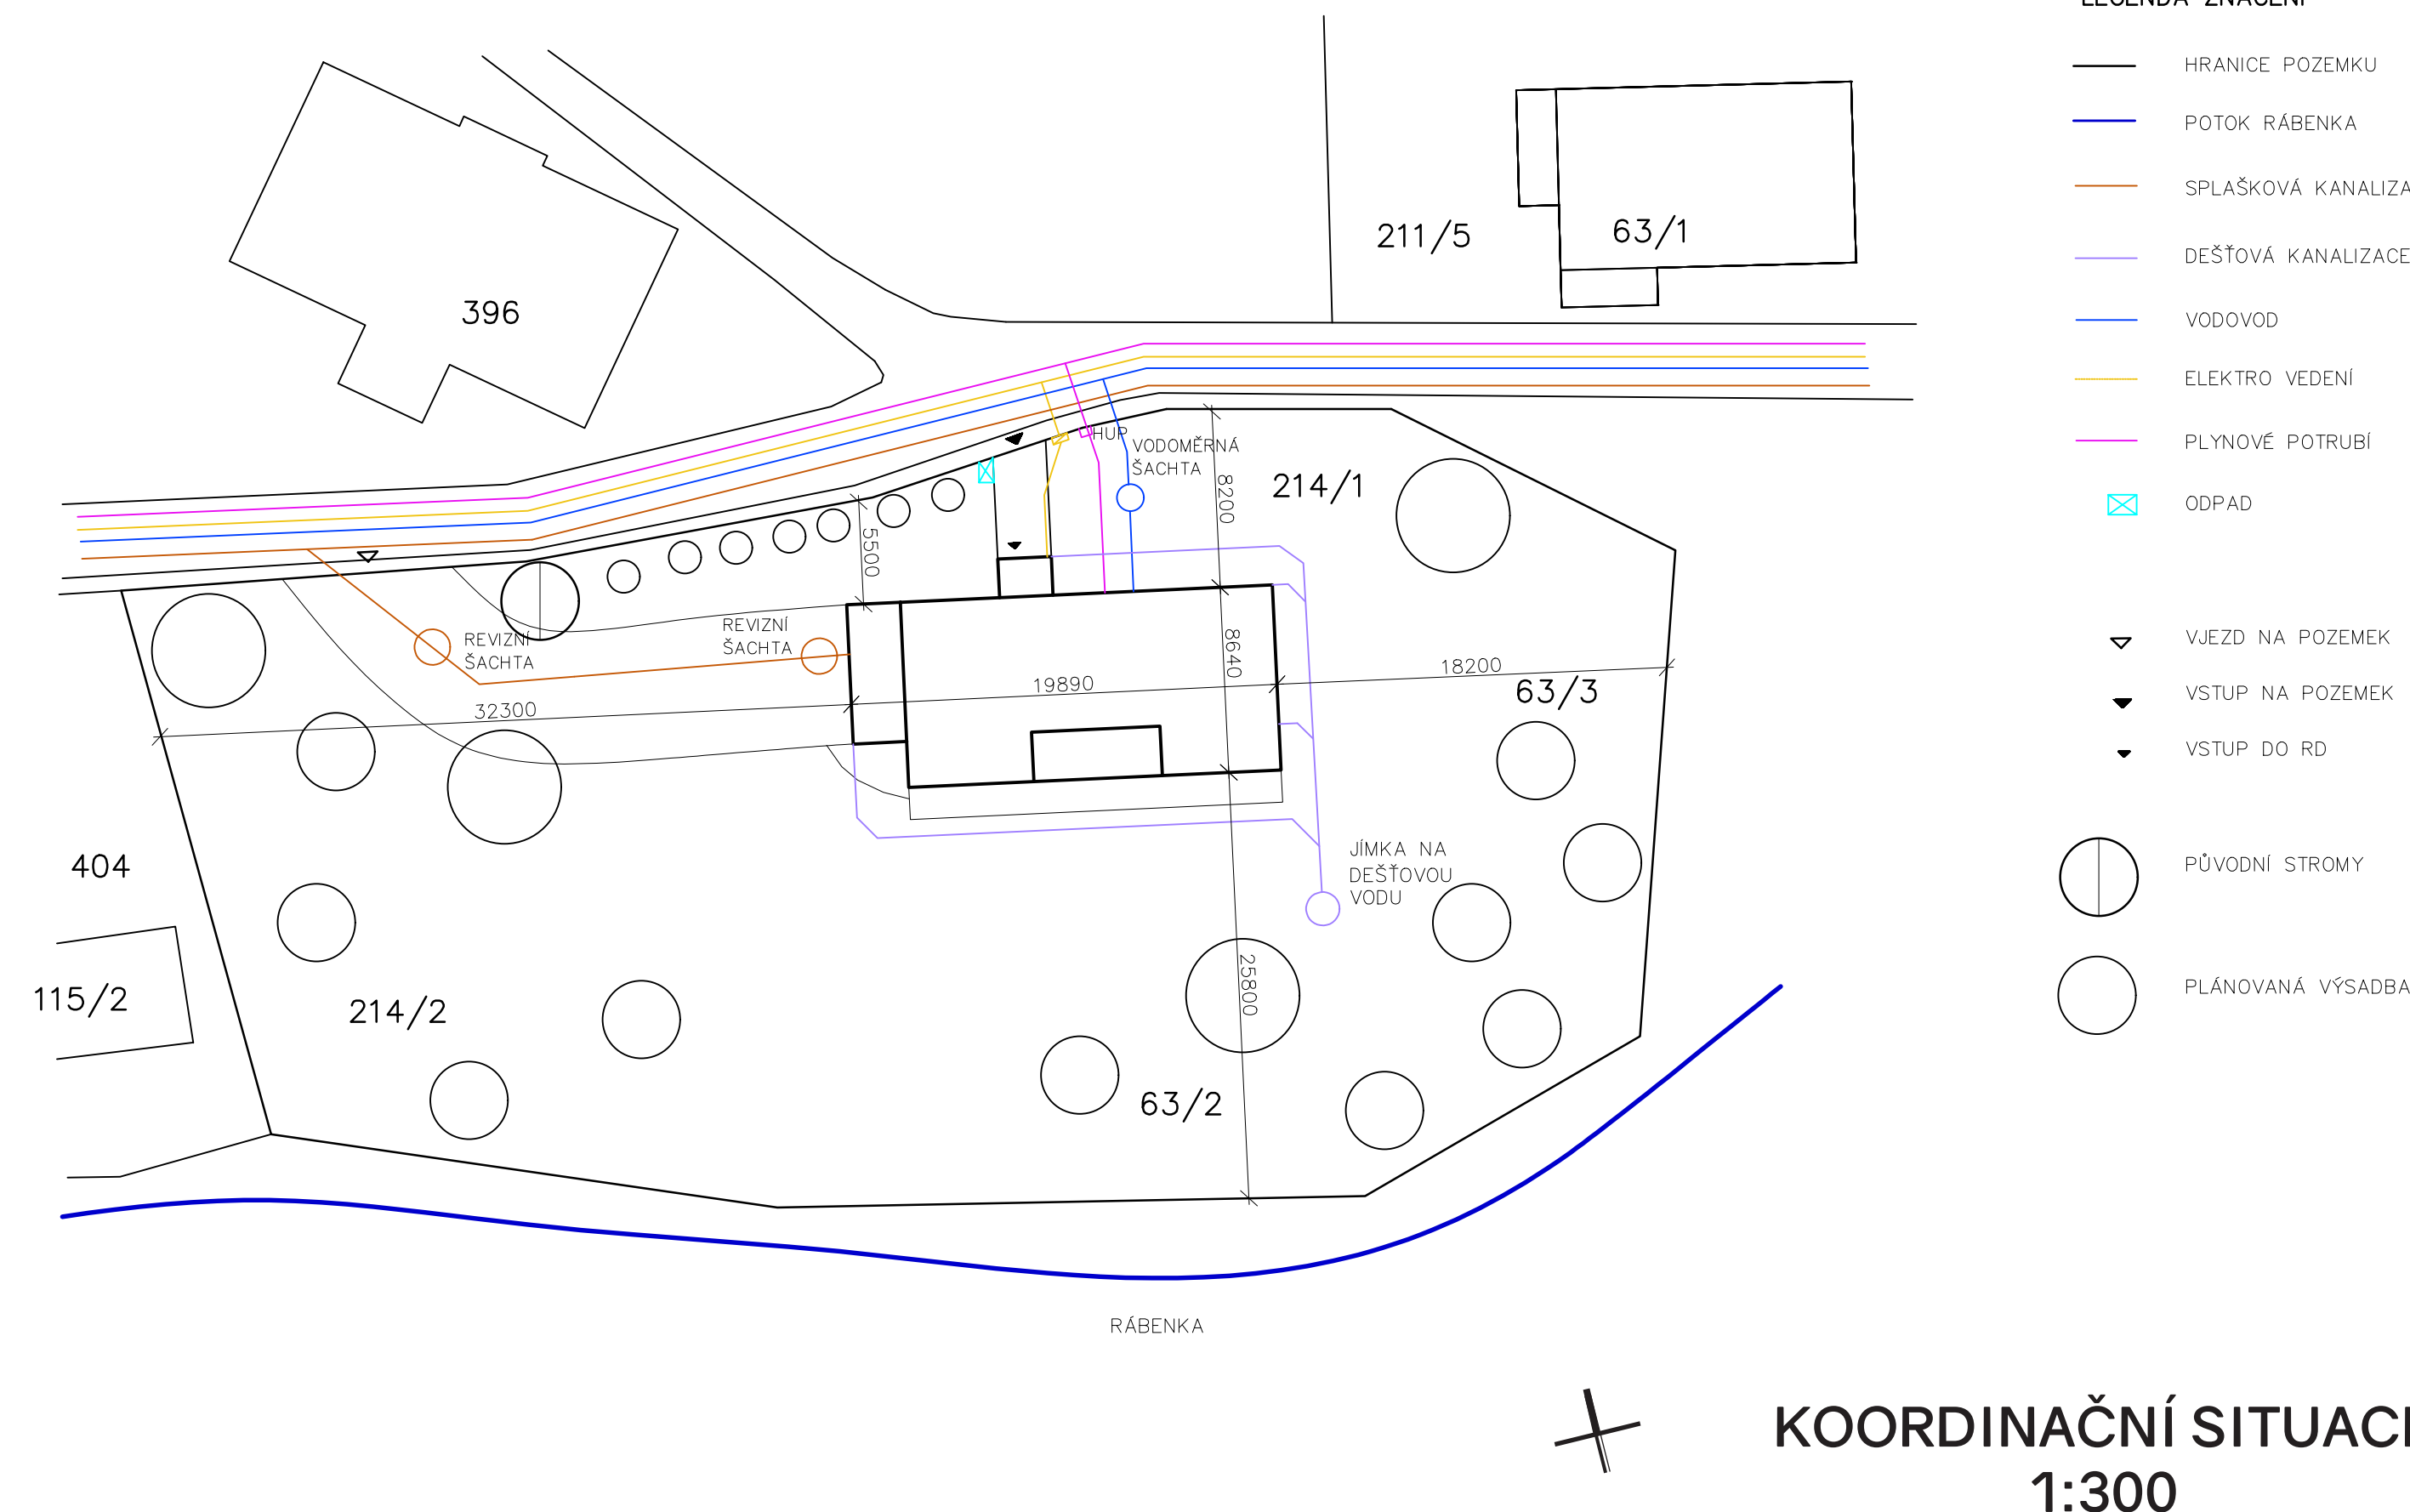 LEGENDA ZNAČENÍ
HRANICE POZEMKU
POTOK RÁBENKA
SPLAŠKOVÁ KANALIZA
DEŠŤOVÁ KANALIZACE
VODOVOD
ELEKTRO VEDENÍ
PLYNOVÉ POTRUBÍ
ODPAD
VJEZD NA POZEMEK
VSTUP NA POZEMEK
VSTUP DO RD
PŮVODNÍ STROMY
PLÁNOVANÁ VÝSADBA
396
211/5
63/1
HUP
VODOMĚRNÁ
ŠACHTA
214/1
8200
5500
REVIZNÍ
ŠACHTA
REVIZNÍ
ŠACHTA
8640
19890
18200
63/3
32300
404
JÍMKA NA
DEŠŤOVOU
VODU
115/2
214/2
25800
63/2
RÁBENKA
KOORDINAČNÍ SITUAC
1:300